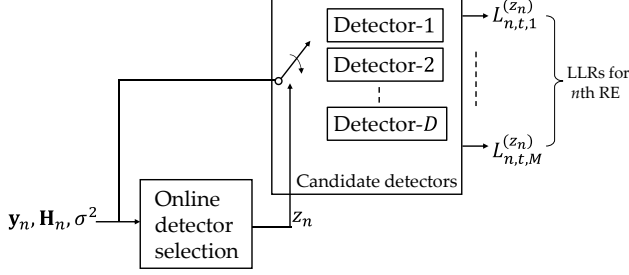 Detector-1
Detector-2
Detector-D
Candidate detectors
L_{n,t,1}^{(z_n)}
L_{n,t,M}^{(z_n)}
LLRs for
nth RE
𝐲_n, 𝐇_n, σ^2
Online
detector
selection
z_n